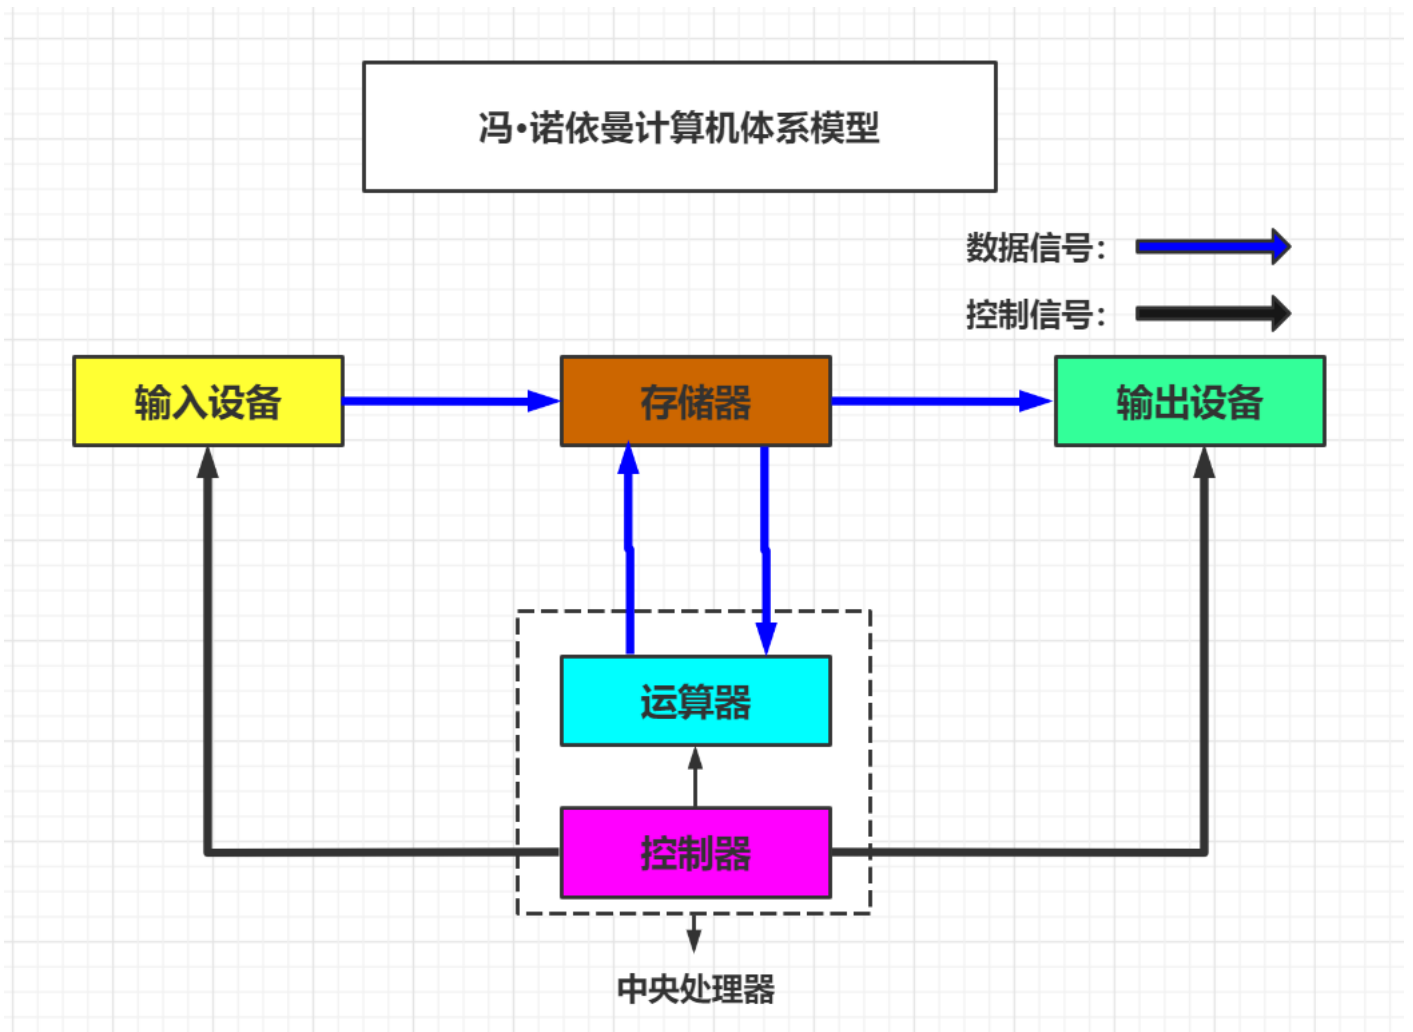 冯•诺依曼计算机体系模型
数据信号：
控制信号：
输入设备
存储器
输出设备
运算器
控制器
中央处理器